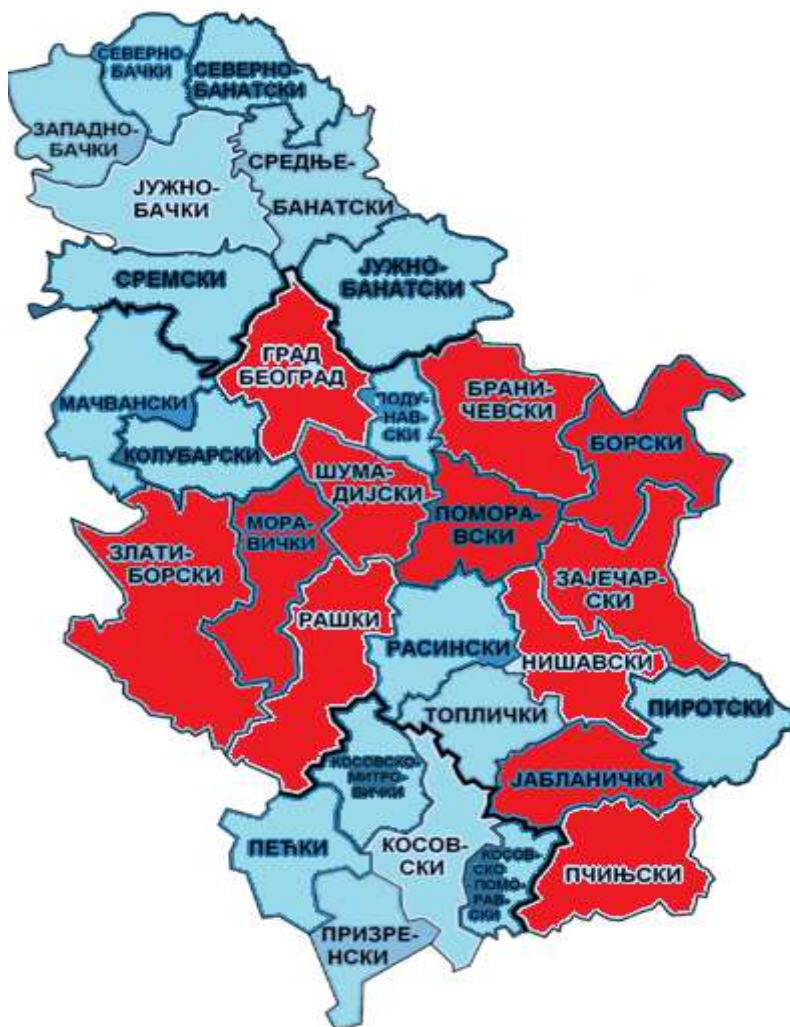 СЕВЕРНО-
БАЧКИ
СЕВЕРНО-
БАНАТСКИ
ЗАПАДНО-
БАЧКИ
СРЕДЊЕ-
БАНАТСКИ
ЈУЖНО-
БАЧКИ
СРЕМСКИ
ЈУЖНО-
БАНАТСКИ
ГРАД
БЕОГРАД
МАЧВАНСКИ
ПОДУ-
НАВ-
СКИ
БРАНИ-
ЧЕВСКИ
БОРСКИ
КОЛУБАРСКИ
ШУМА-
ДИЈСКИ
ПОМОРА-
ВСКИ
ЗЛАТИ-
БОРСКИ
МОРА-
ВИЧКИ
ЗАЈЕЧАР-
СКИ
РАШКИ
РАСИНСКИ
НИШАВСКИ
ТОПЛИЧКИ
ПИРОТСКИ
КОСОВСКО-
МИТРО-
ВИЧКИ
ЈАБЛАНИЧКИ
ПЕЋКИ
КОСОВ-
СКИ
КОСОВ-
СКО-
ПОМО-
РАВ-
СКИ
ПЧИЊСКИ
ПРИЗРЕ-
НСКИ